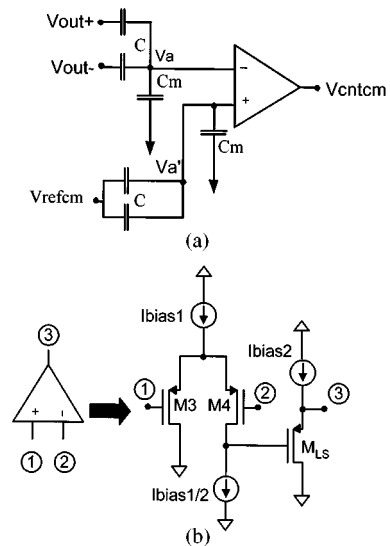 Vout+
C
Va
Vout-
Cm
−
+
Vcntcm
Cm
Va'
Vrefcm
C
(a)
Ibias1
Ibias2
③
① M3 M4 ② ③
+ −
① ②
MLS
Ibias1/2
(b)